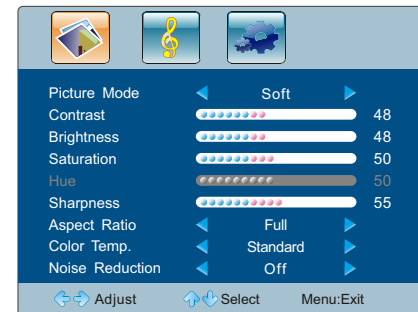 Picture Mode Soft
Contrast 48
Brightness 48
Saturation 50
Hue 50
Sharpness 55
Aspect Ratio Full
Color Temp. Standard
Noise Reduction Off
Adjust Select Menu:Exit